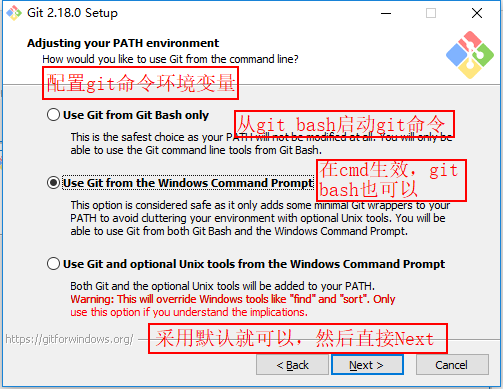 Git 2.18.0 Setup
Adjusting your PATH environment
How would you like to use Git from the command line?
配置git命令环境变量
Use Git from Git Bash only
从git bash启动git命令
This is the safest choice as your PATH will not be modified at all. You will only
be able to use the Git command line tools from Git Bash.
在cmd生效，git
bash也可以
Use Git from the Windows Command Prompt
This option is considered safe as it only adds some minimal Git wrappers to your
PATH to avoid cluttering your environment with optional Unix tools. You will be
able to use Git from both Git Bash and the Windows Command Prompt.
Use Git and optional Unix tools from the Windows Command Prompt
Both Git and the optional Unix tools will be added to your PATH.
Warning: This will override Windows tools like "find" and "sort". Only
use this option if you understand the implications.
https://gitforwindows.org/
采用默认就可以，然后直接Next
< Back
Next >
Cancel